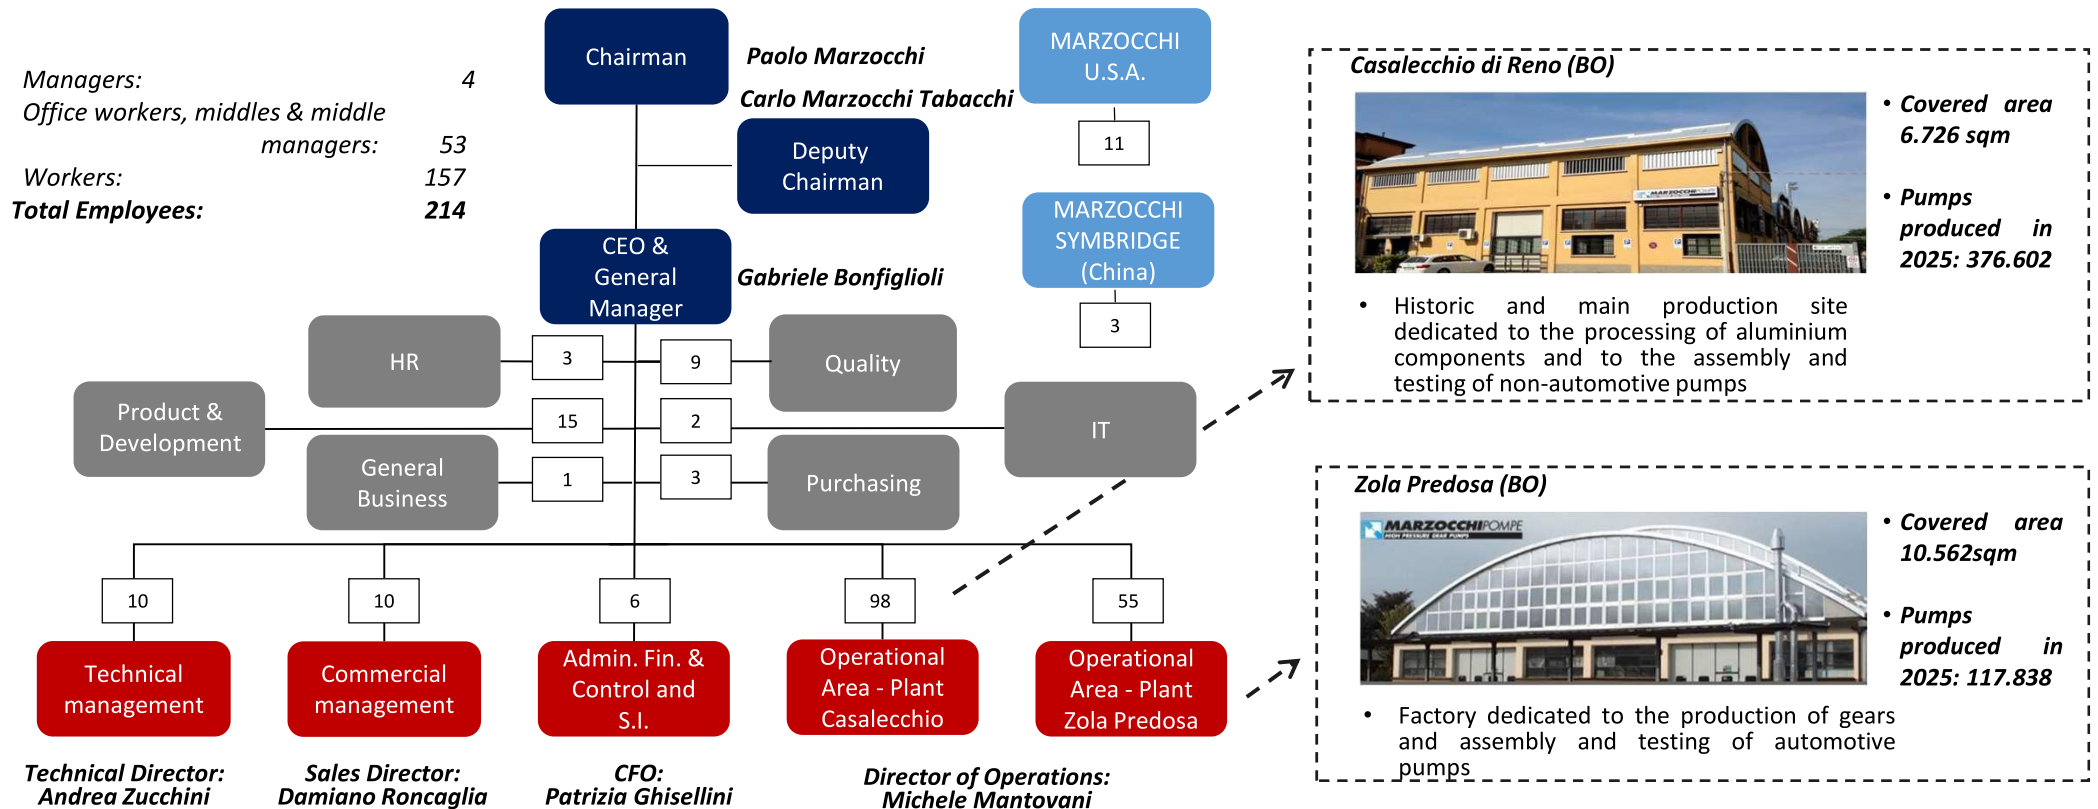 Managers: 4
Office workers, middles & middle
managers: 53
Workers: 157
Total Employees: 214
Chairman
Paolo Marzocchi
Carlo Marzocchi Tabacchi
Deputy
Chairman
CEO &
General
Manager
Gabriele Bonfiglioli
MARZOCCHI
U.S.A.
11
MARZOCCHI
SYMBRIDGE
(China)
3
HR
3
9
Quality
Product &
Development
15
2
IT
General
Business
1
3
Purchasing
10
10
6
98
55
Technical
management
Commercial
management
Admin. Fin. &
Control and
S.I.
Operational
Area - Plant
Casalecchio
Operational
Area - Plant
Zola Predosa
Technical Director:
Andrea Zucchini
Sales Director:
Damiano Roncaglia
CFO:
Patrizia Ghisellini
Director of Operations:
Michele Mantovani
Casalecchio di Reno (BO)
MARZOCCHIPOMPE
• Covered area
6.726 sqm
• Pumps
produced in
2025: 376.602
• Historic and main production site
dedicated to the processing of aluminium
components and to the assembly and
testing of non-automotive pumps
Zola Predosa (BO)
MARZOCCHIPOMPE
HIGH PRESSURE GEAR PUMPS
• Covered area
10.562sqm
• Pumps
produced in
2025: 117.838
• Factory dedicated to the production of gears
and assembly and testing of automotive
pumps